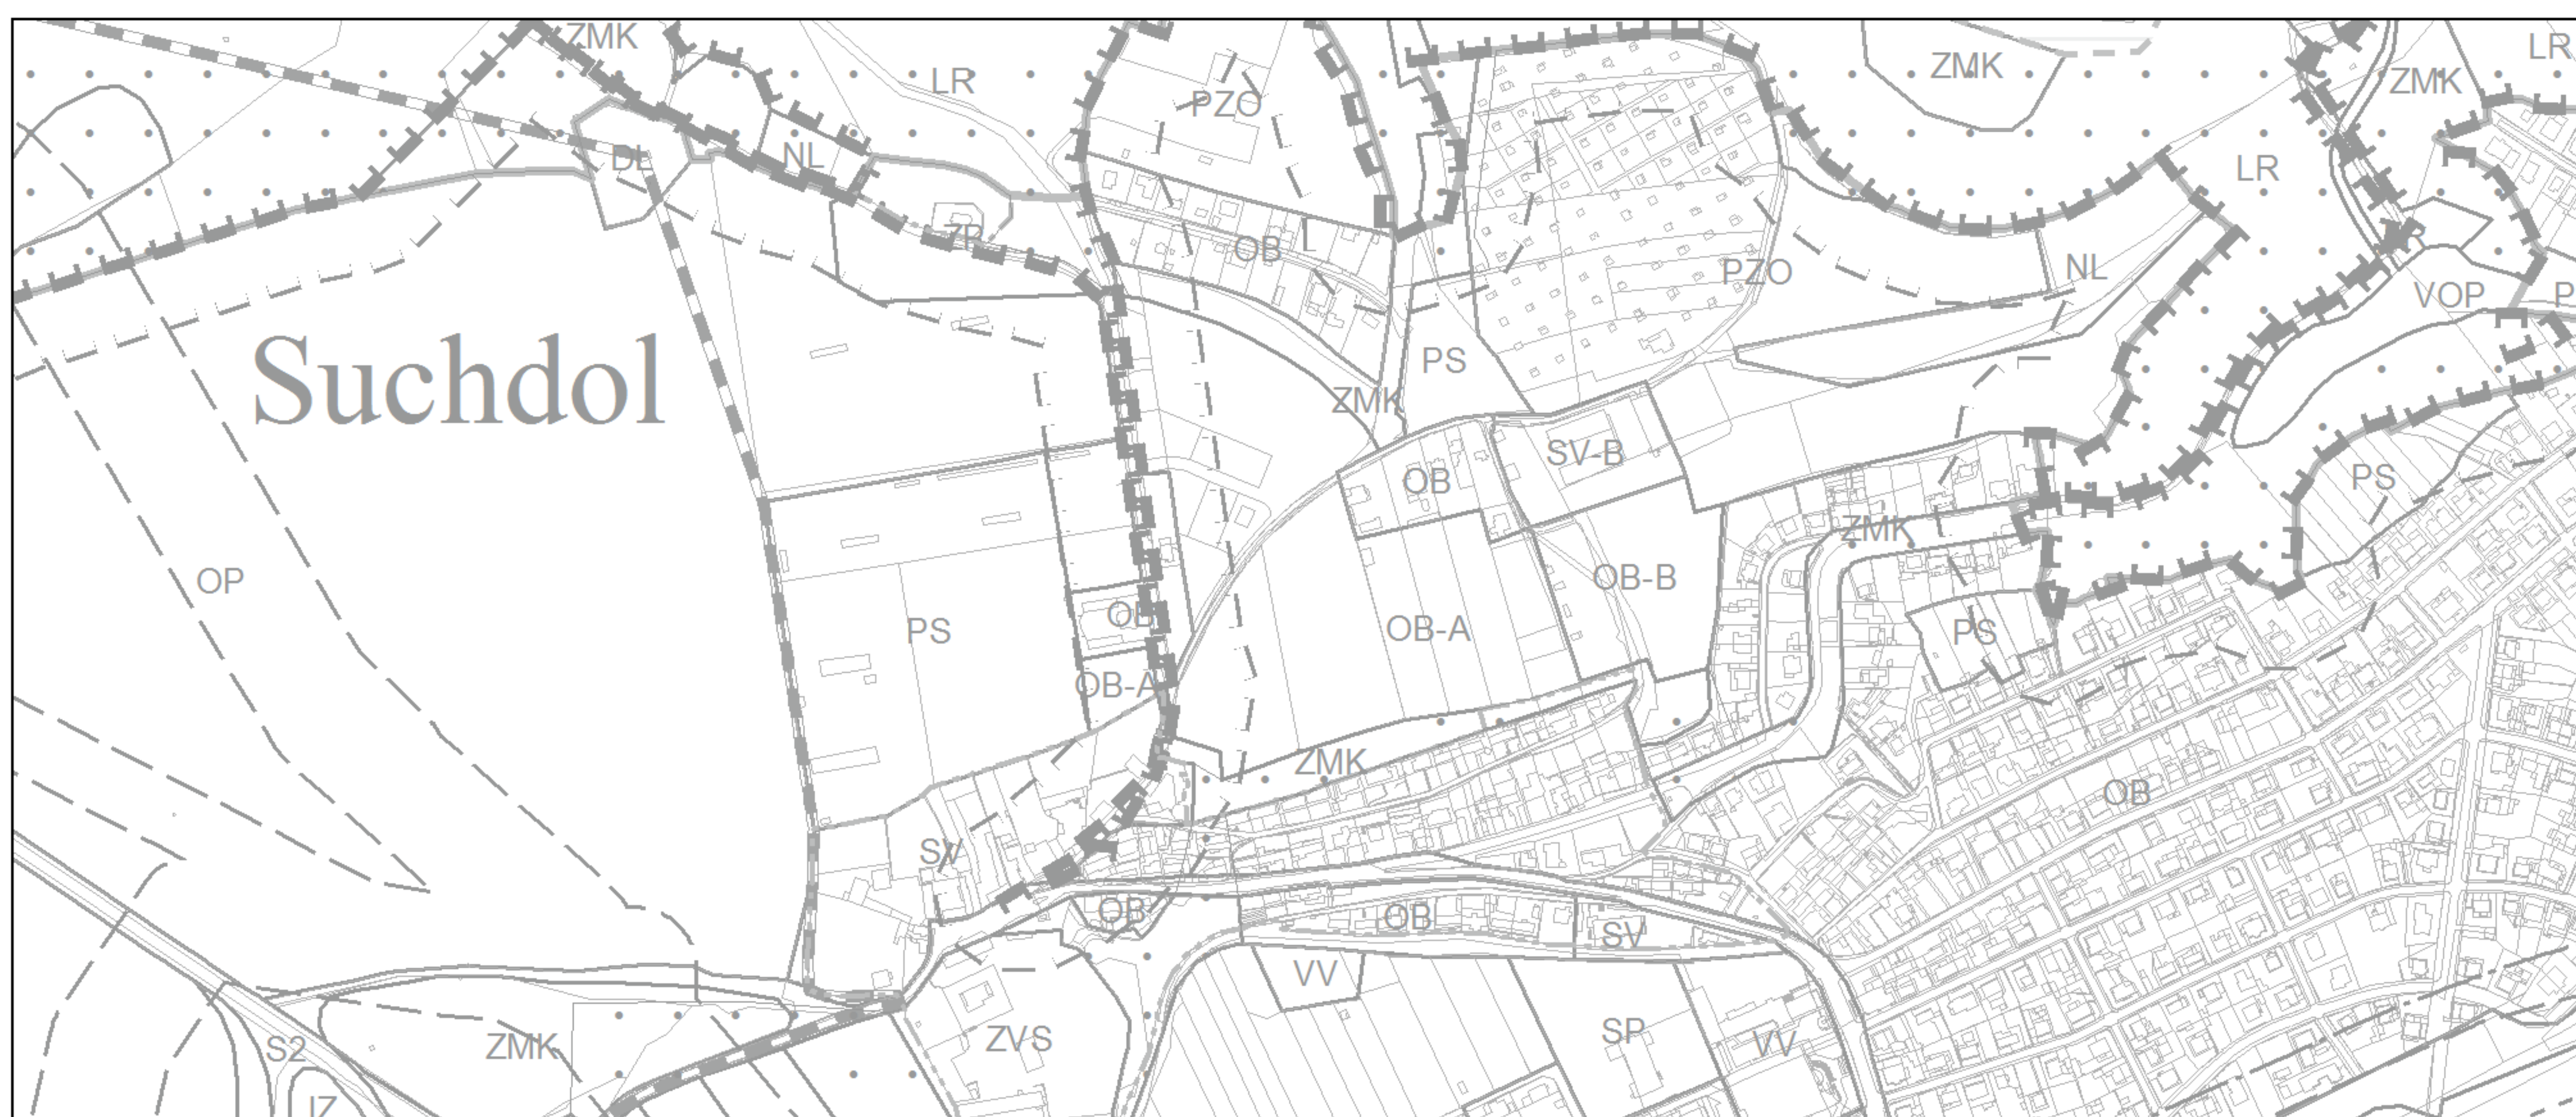 ZMK
LR
ZMK
ZMK
LR
PZO
DL
NL
LR
ZP
OB
PZO
NL
VOP
P
Suchdol
PS
ZMK
SV-B
OB
PS
ZMK
OP
OB-B
PS
OB
OB-A
PS
OB-A
ZMK
OB
SV
OB
OB
SV
VV
SP
VV
S2
ZMK
ZVS
IZ